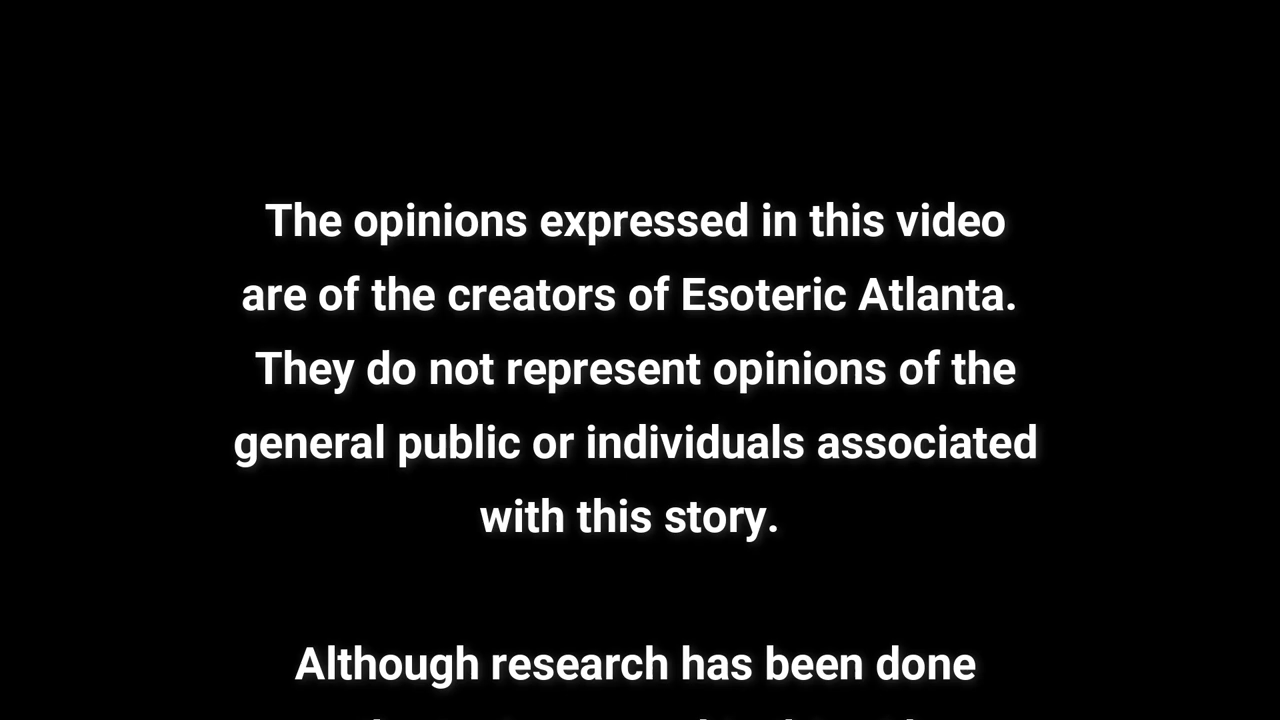 The opinions expressed in this video
are of the creators of Esoteric Atlanta.
They do not represent opinions of the
general public or individuals associated
with this story.
Although research has been done